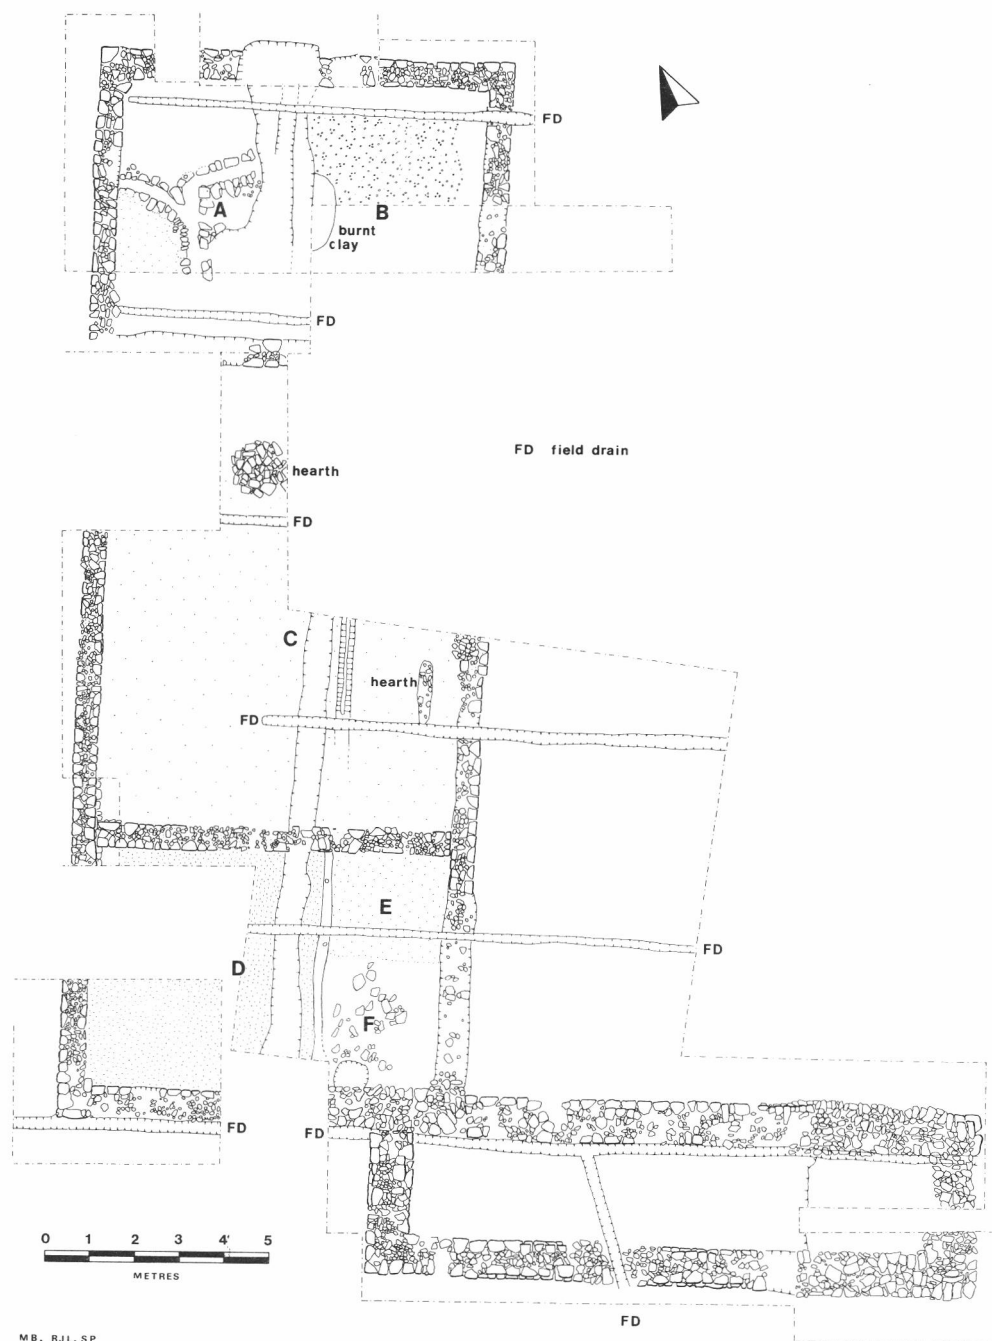 FD
A
B
burnt
clay
FD
FD field drain
hearth
FD
C
hearth
FD
E
FD
D
F
FD
FD
0 1 2 3 4 5
METRES
FD
MB. RJI. SP